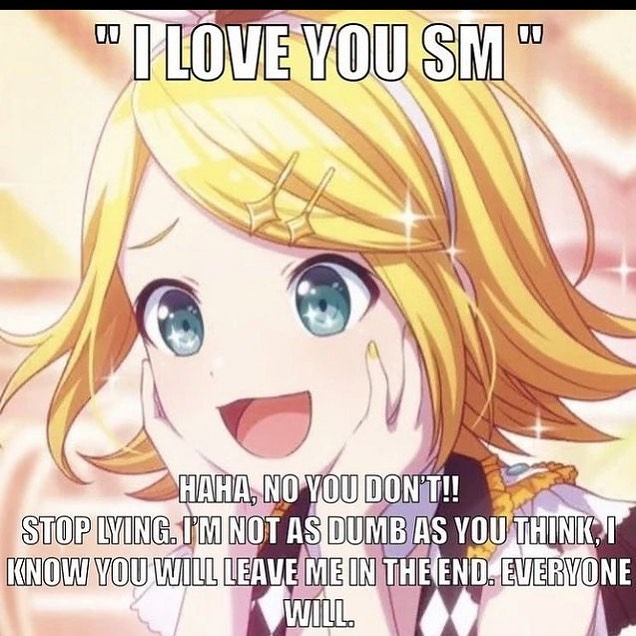 " I LOVE YOU SM "
HAHA, NO YOU DON'T!!
STOP LYING. I'M NOT AS DUMB AS YOU THINK, I
KNOW YOU WILL LEAVE ME IN THE END. EVERYONE
WILL.